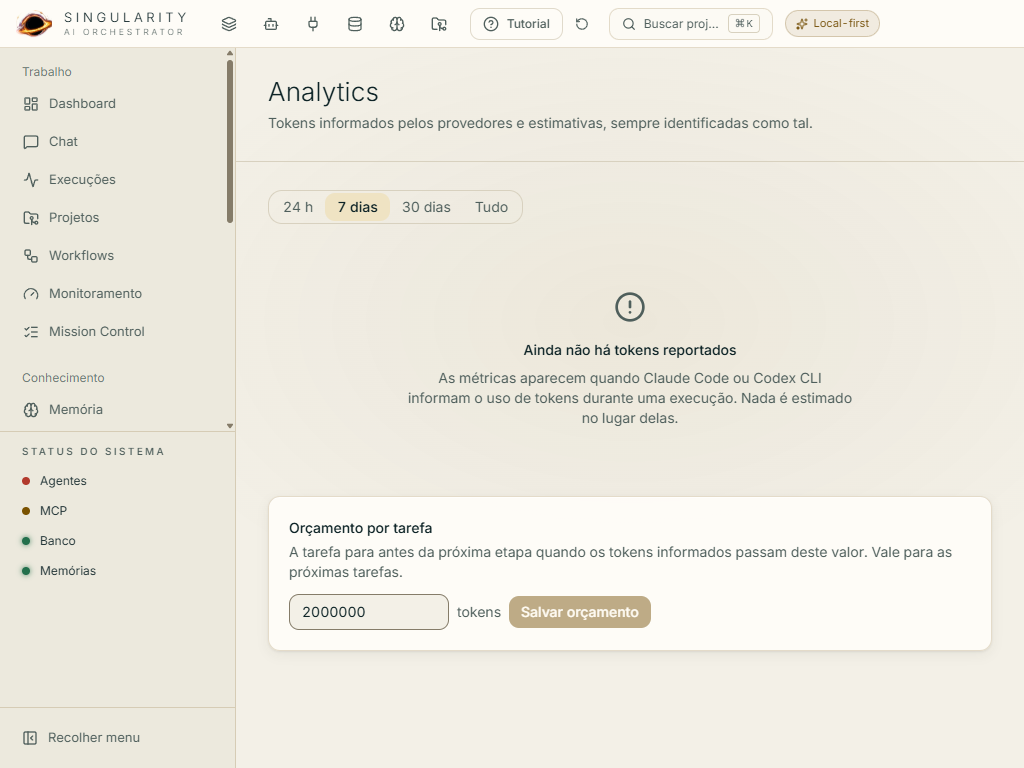 SINGULARITY
AI ORCHESTRATOR
Tutorial
Buscar proj...
⌘K
Local-first
Trabalho
Dashboard
Chat
Execuções
Projetos
Workflows
Monitoramento
Mission Control
Conhecimento
Memória
STATUS DO SISTEMA
Agentes
MCP
Banco
Memórias
Recolher menu
Analytics
Tokens informados pelos provedores e estimativas, sempre identificadas como tal.
24 h
7 dias
30 dias
Tudo
Ainda não há tokens reportados
As métricas aparecem quando Claude Code ou Codex CLI
informam o uso de tokens durante uma execução. Nada é estimado
no lugar delas.
Orçamento por tarefa
A tarefa para antes da próxima etapa quando os tokens informados passam deste valor. Vale para as
próximas tarefas.
2000000
tokens
Salvar orçamento